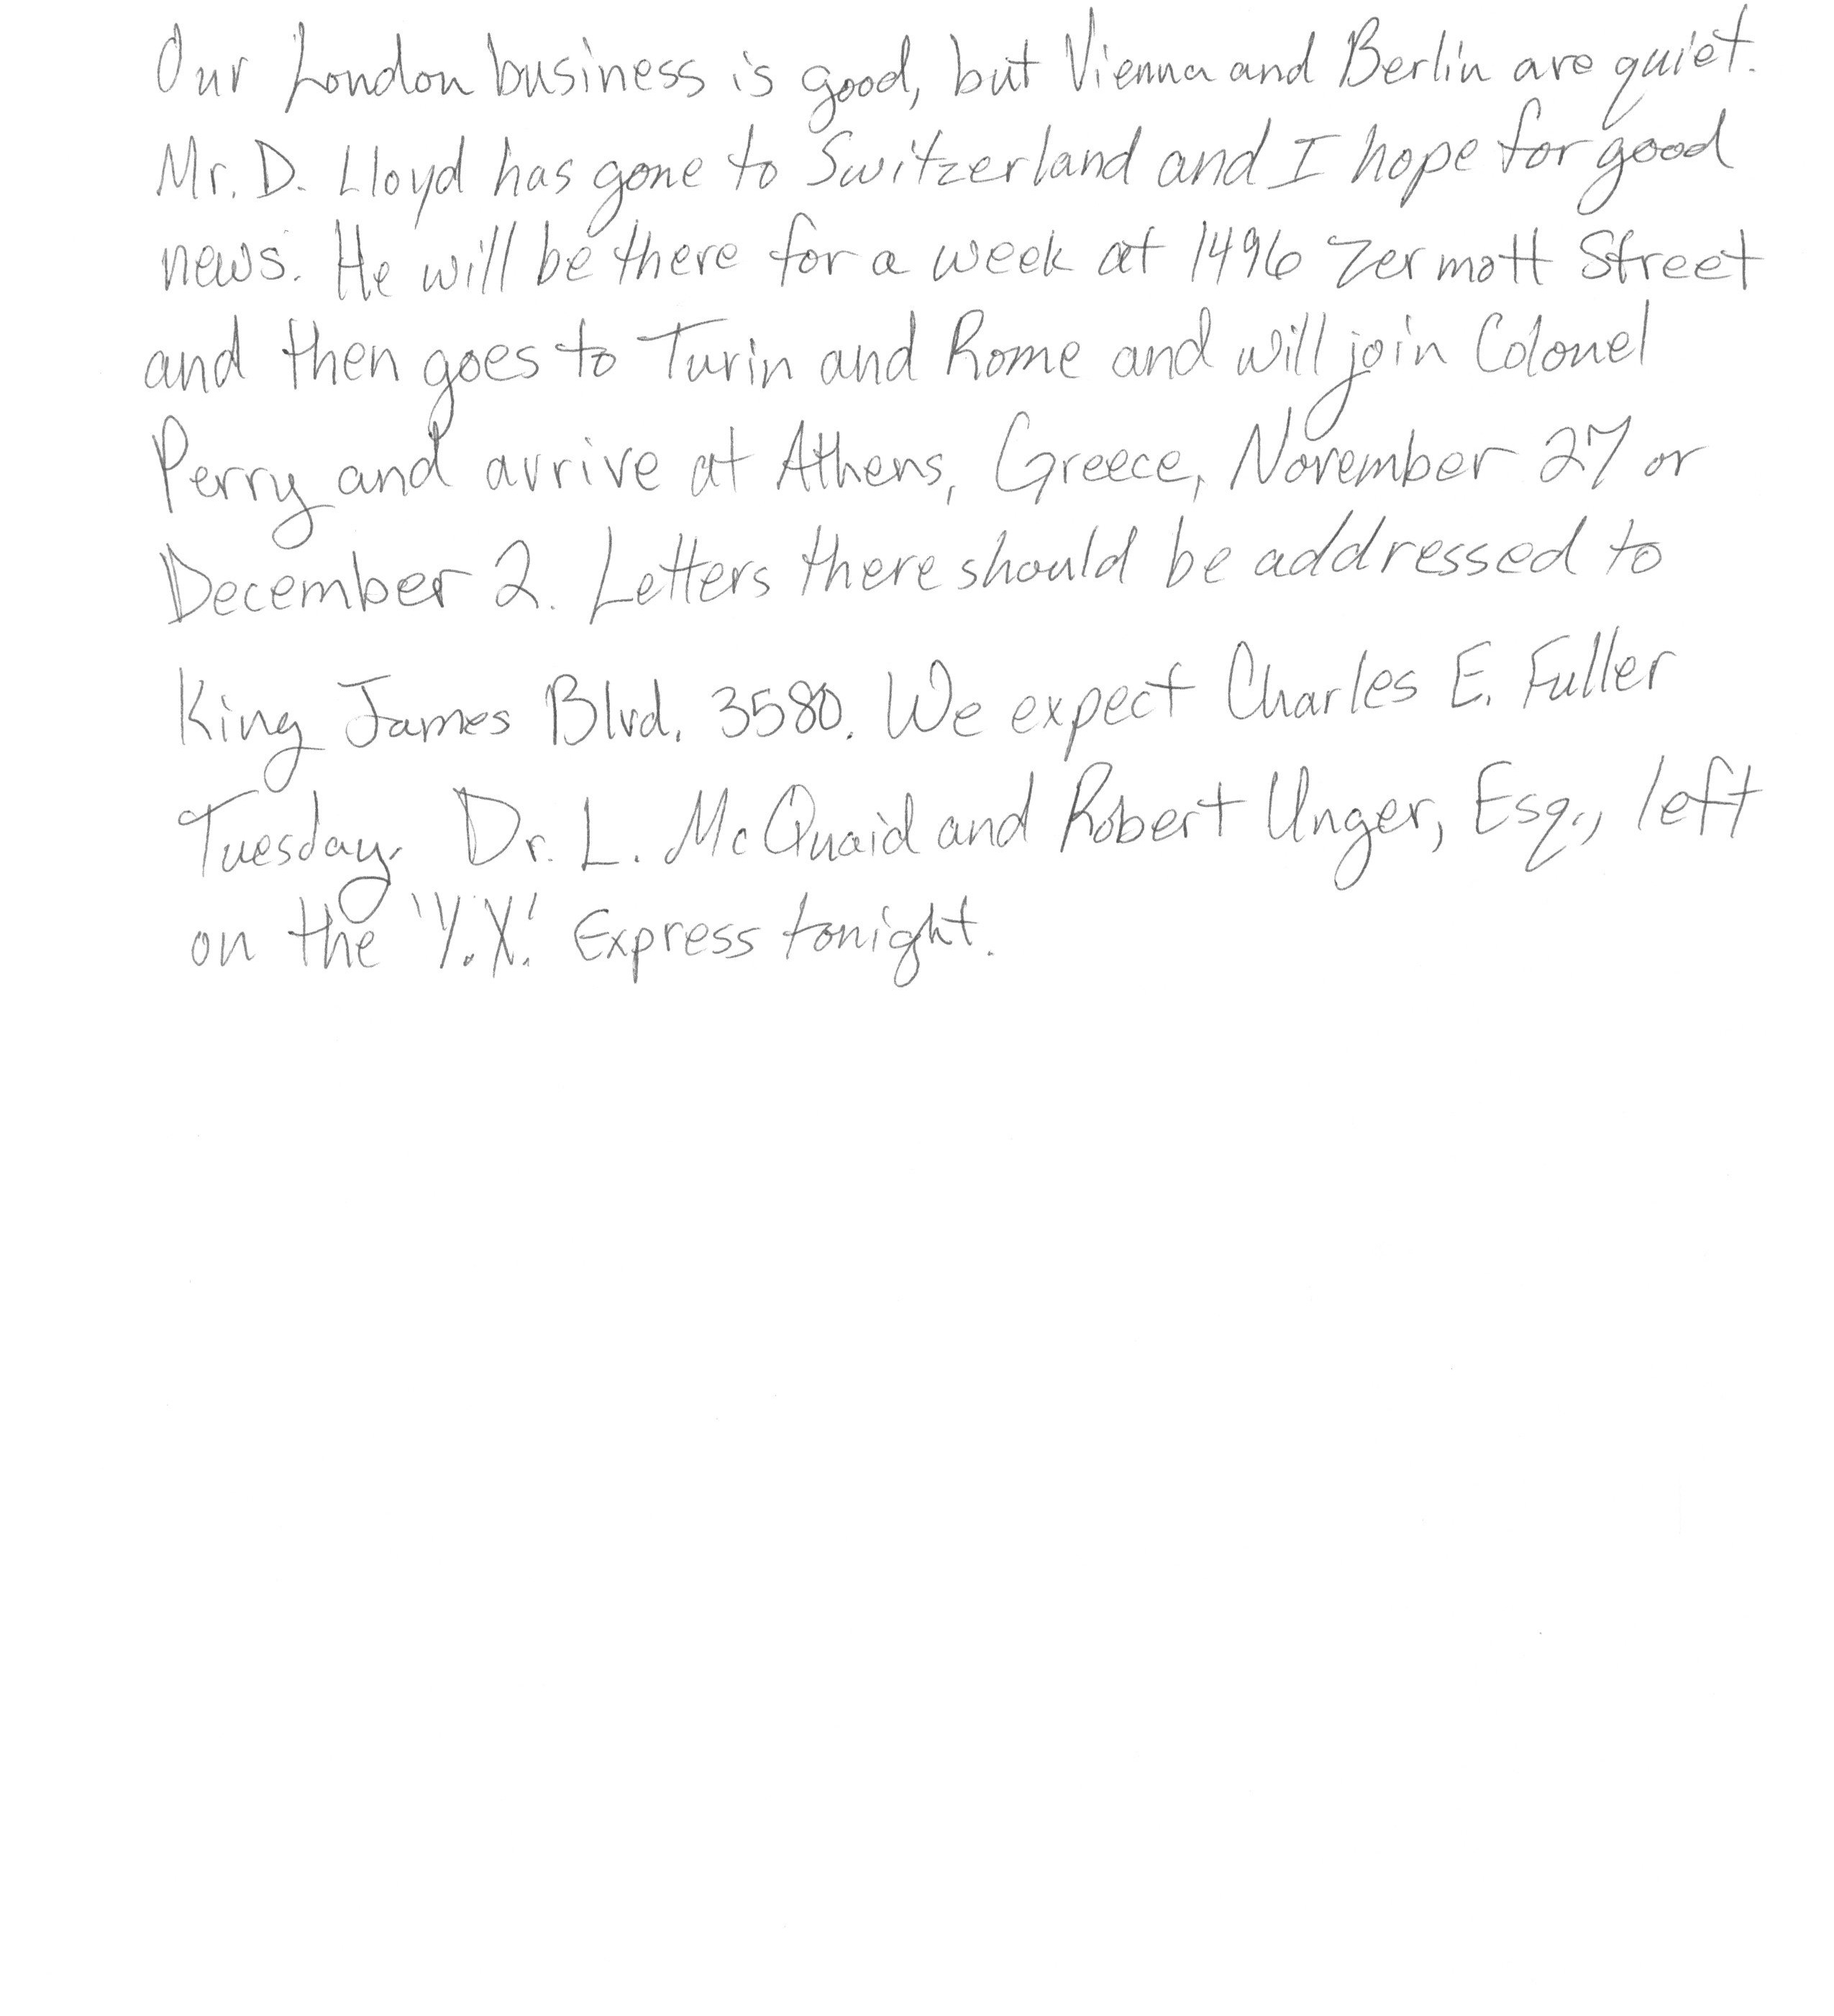 Our London business is good, but Vienna and Berlin are quiet.
Mr. D. Lloyd has gone to Switzerland and I hope for good
news. He will be there for a week at 1496 Zermott Street
and then goes to Turin and Rome and will join Colonel
Perry and arrive at Athens, Greece, November 27 or
December 2. Letters there should be addressed to
King James Blvd. 3580. We expect Charles E. Fuller
Tuesday. Dr. L. McQuaid and Robert Unger, Esq., left
on the 'Y.X.' Express tonight.